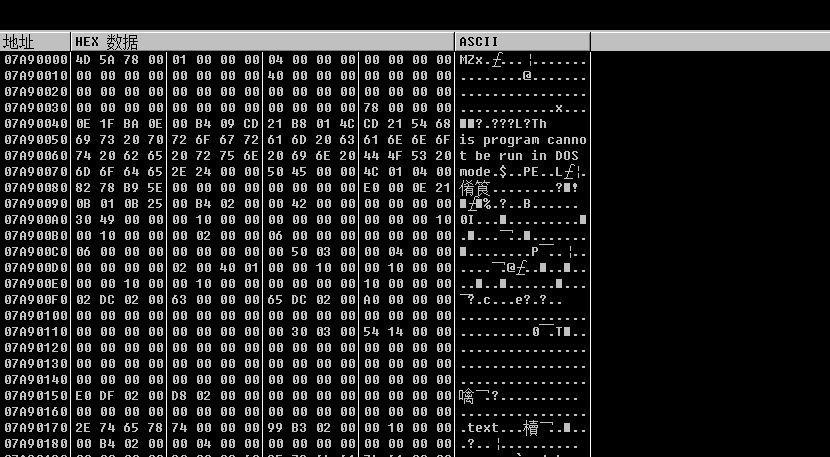 地址 HEX 数据 ASCII
07A90000 4D 5A 78 00 01 00 00 00 04 00 00 00 00 00 00 00 MZx.ƒ...¦.......
07A90010 00 00 00 00 00 00 00 00 40 00 00 00 00 00 00 00 ........@.......
07A90020 00 00 00 00 00 00 00 00 00 00 00 00 00 00 00 00 ................
07A90030 00 00 00 00 00 00 00 00 00 00 00 00 78 00 00 00 ............x...
07A90040 0E 1F BA 0E 00 B4 09 CD 21 B8 01 4C CD 21 54 68 ■■?.???L?Th
07A90050 69 73 20 70 72 6F 67 72 61 6D 20 63 61 6E 6E 6F is program canno
07A90060 74 20 62 65 20 72 75 6E 20 69 6E 20 44 4F 53 20 t be run in DOS
07A90070 6D 6F 64 65 2E 24 00 00 50 45 00 00 4C 01 04 00 mode.$..PE..Lƒ¦.
07A90080 82 78 B9 5E 00 00 00 00 00 00 00 00 E0 00 0E 21 ........?■!
07A90090 0B 01 0B 25 00 B4 02 00 00 42 00 00 00 00 00 00 ■ƒ■%.?..B......
07A900A0 30 49 00 00 00 10 00 00 00 00 00 00 00 00 00 10 0I...■.........■
07A900B0 00 10 00 00 00 02 00 00 06 00 00 00 00 00 00 00 .■...¬.■.......
07A900C0 06 00 00 00 00 00 00 00 00 50 03 00 00 04 00 00 ■........P¯..¦..
07A900D0 00 00 00 00 02 00 40 01 00 00 10 00 00 10 00 00 ....¬.@ƒ..■..■..
07A900E0 00 00 10 00 00 10 00 00 00 00 00 00 10 00 00 00 ..■..■......■...
07A900F0 02 DC 02 00 63 00 00 00 65 DC 02 00 A0 00 00 00 ¬?.c...e?.?..
07A90100 00 00 00 00 00 00 00 00 00 00 00 00 00 00 00 00 ................
07A90110 00 00 00 00 00 00 00 00 00 30 03 00 54 14 00 00 .........0¯.T■..
07A90120 00 00 00 00 00 00 00 00 00 00 00 00 00 00 00 00 ................
07A90130 00 00 00 00 00 00 00 00 00 00 00 00 00 00 00 00 ................
07A90140 00 00 00 00 00 00 00 00 00 00 00 00 00 00 00 00 ................
07A90150 E0 DF 02 00 D8 02 00 00 00 00 00 00 00 00 00 00 噙¬?..........
07A90160 00 00 00 00 00 00 00 00 00 00 00 00 00 00 00 00 ................
07A90170 2E 74 65 78 74 00 00 00 99 B3 02 00 00 10 00 00 .text...櫝¬..■..
07A90180 00 B4 02 00 00 04 00 00 00 00 00 00 00 00 00 00 .?..¦..........